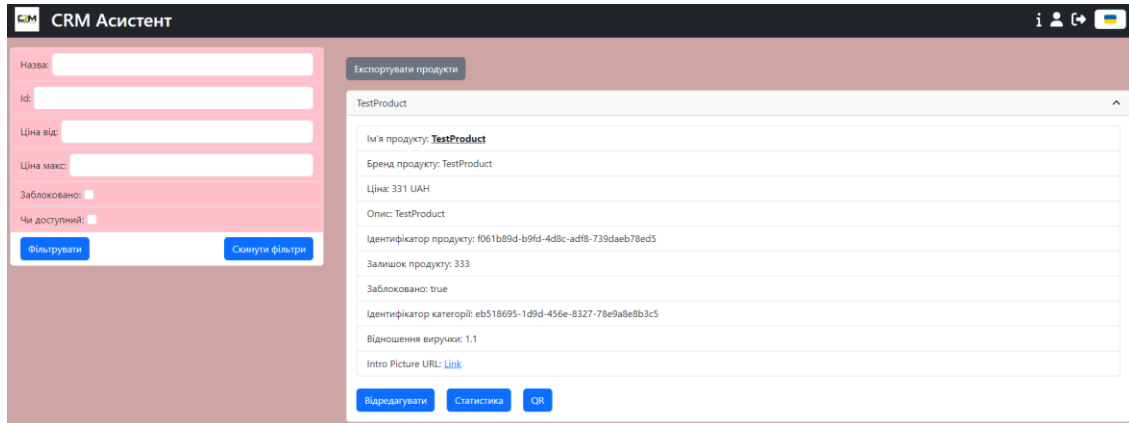 CRM CRM Асистент
Назва:
Id:
Ціна від:
Ціна макс:
Заблоковано:
Чи доступний:
Фільтрувати Скинути фільтри
Експортувати продукти
TestProduct
Ім'я продукту: TestProduct
Бренд продукту: TestProduct
Ціна: 331 UAH
Опис: TestProduct
Ідентифікатор продукту: f061b89d-b9fd-4d8c-adf8-739daeb78ed5
Залишок продукту: 333
Заблоковано: true
Ідентифікатор категорії: eb518695-1d9d-456e-8327-78e9a8e8b3c5
Відношення виручки: 1.1
Intro Picture URL: Link
Відредагувати Статистика QR